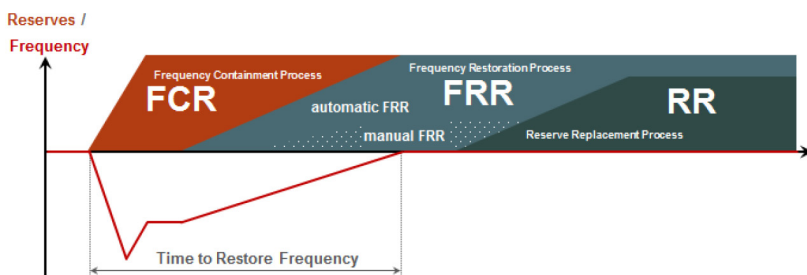 Reserves /
Frequency
Frequency Containment Process
FCR
Frequency Restoration Process
FRR
automatic FRR
manual FRR
RR
Reserve Replacement Process
Time to Restore Frequency